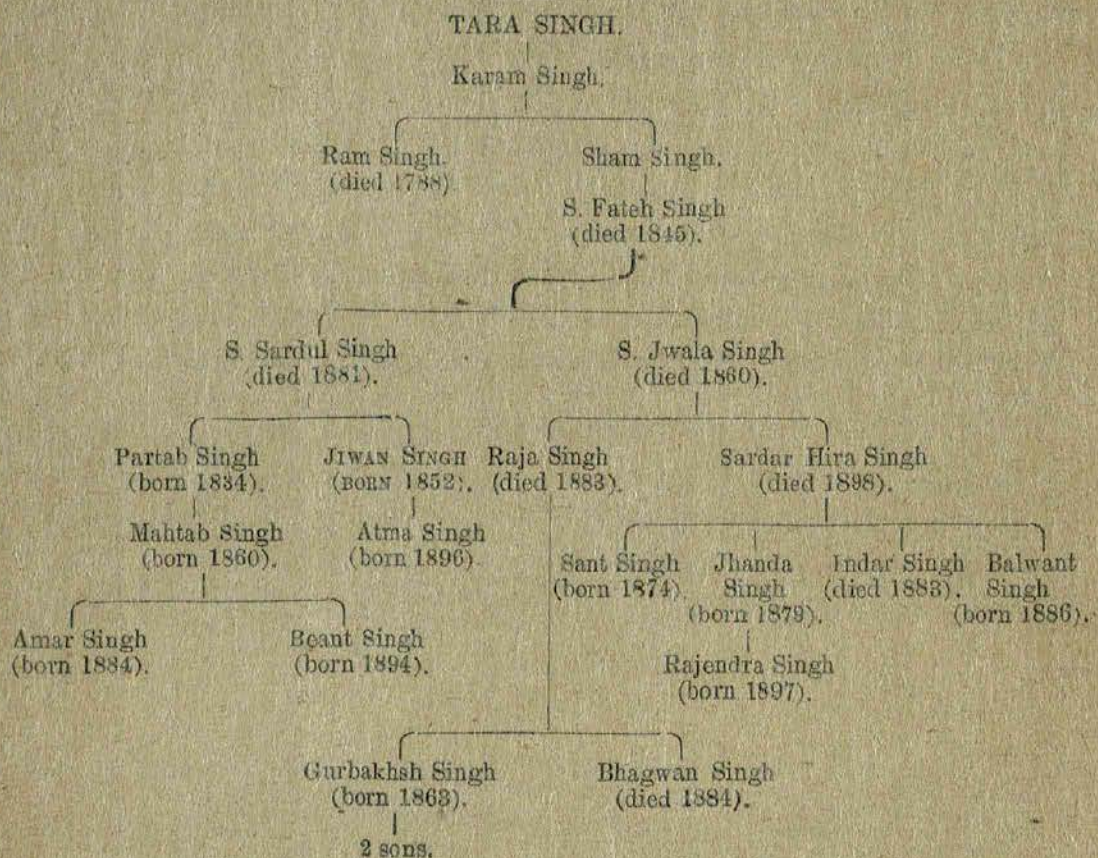 TARA SINGH.
Karam Singh.
Ram Singh. Sham Singh.
(died 1788)
S. Fateh Singh
(died 1845).
S. Sardul Singh S. Jwala Singh
(died 1881). (died 1860).
Partab Singh JIWAN SINGH Raja Singh Sardar Hira Singh
(born 1834). (BORN 1852). (died 1883). (died 1898).
Mahtab Singh Atma Singh
(born 1860). (born 1896)
Sant Singh Jhanda Indar Singh Balwant
(born 1874) Singh (died 1883). Singh
(born 1879). (born 1886).
Amar Singh Beant Singh
(born 1884). (born 1894).
Rajendra Singh
(born 1897).
Gurbakhsh Singh Bhagwan Singh
(born 1863). (died 1884).
2 sons.